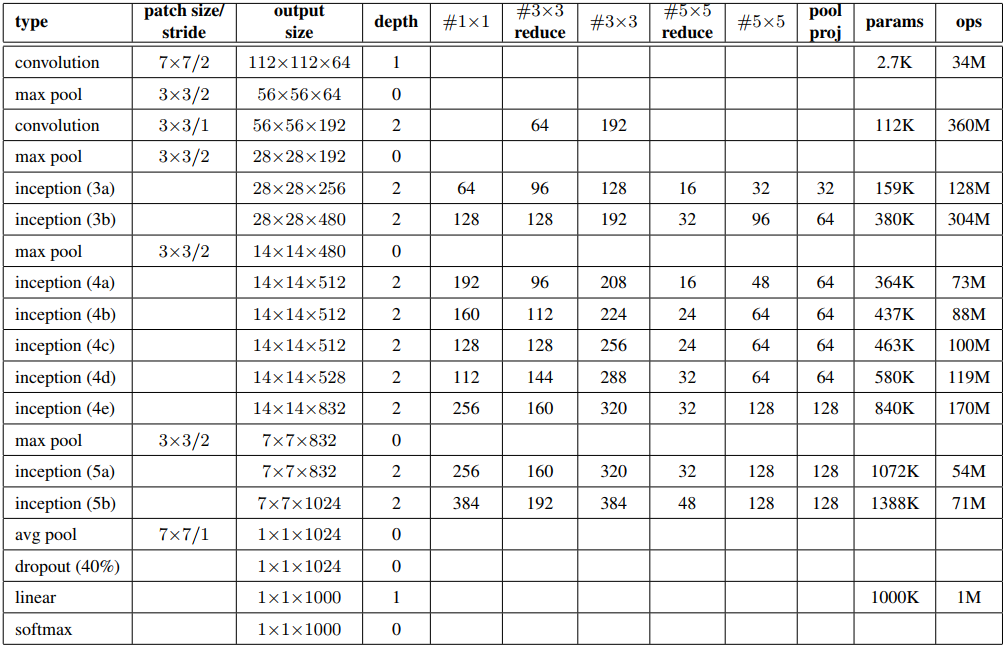 type patch size/ stride output size depth #1×1 #3×3 reduce #3×3 #5×5 reduce #5×5 pool proj params ops
convolution 7×7/2 112×112×64 1 2.7K 34M
max pool 3×3/2 56×56×64 0
convolution 3×3/1 56×56×192 2 64 192 112K 360M
max pool 3×3/2 28×28×192 0
inception (3a) 28×28×256 2 64 96 128 16 32 32 159K 128M
inception (3b) 28×28×480 2 128 128 192 32 96 64 380K 304M
max pool 3×3/2 14×14×480 0
inception (4a) 14×14×512 2 192 96 208 16 48 64 364K 73M
inception (4b) 14×14×512 2 160 112 224 24 64 64 437K 88M
inception (4c) 14×14×512 2 128 128 256 24 64 64 463K 100M
inception (4d) 14×14×528 2 112 144 288 32 64 64 580K 119M
inception (4e) 14×14×832 2 256 160 320 32 128 128 840K 170M
max pool 3×3/2 7×7×832 0
inception (5a) 7×7×832 2 256 160 320 32 128 128 1072K 54M
inception (5b) 7×7×1024 2 384 192 384 48 128 128 1388K 71M
avg pool 7×7/1 1×1×1024 0
dropout (40%) 1×1×1024 0
linear 1×1×1000 1 1000K 1M
softmax 1×1×1000 0